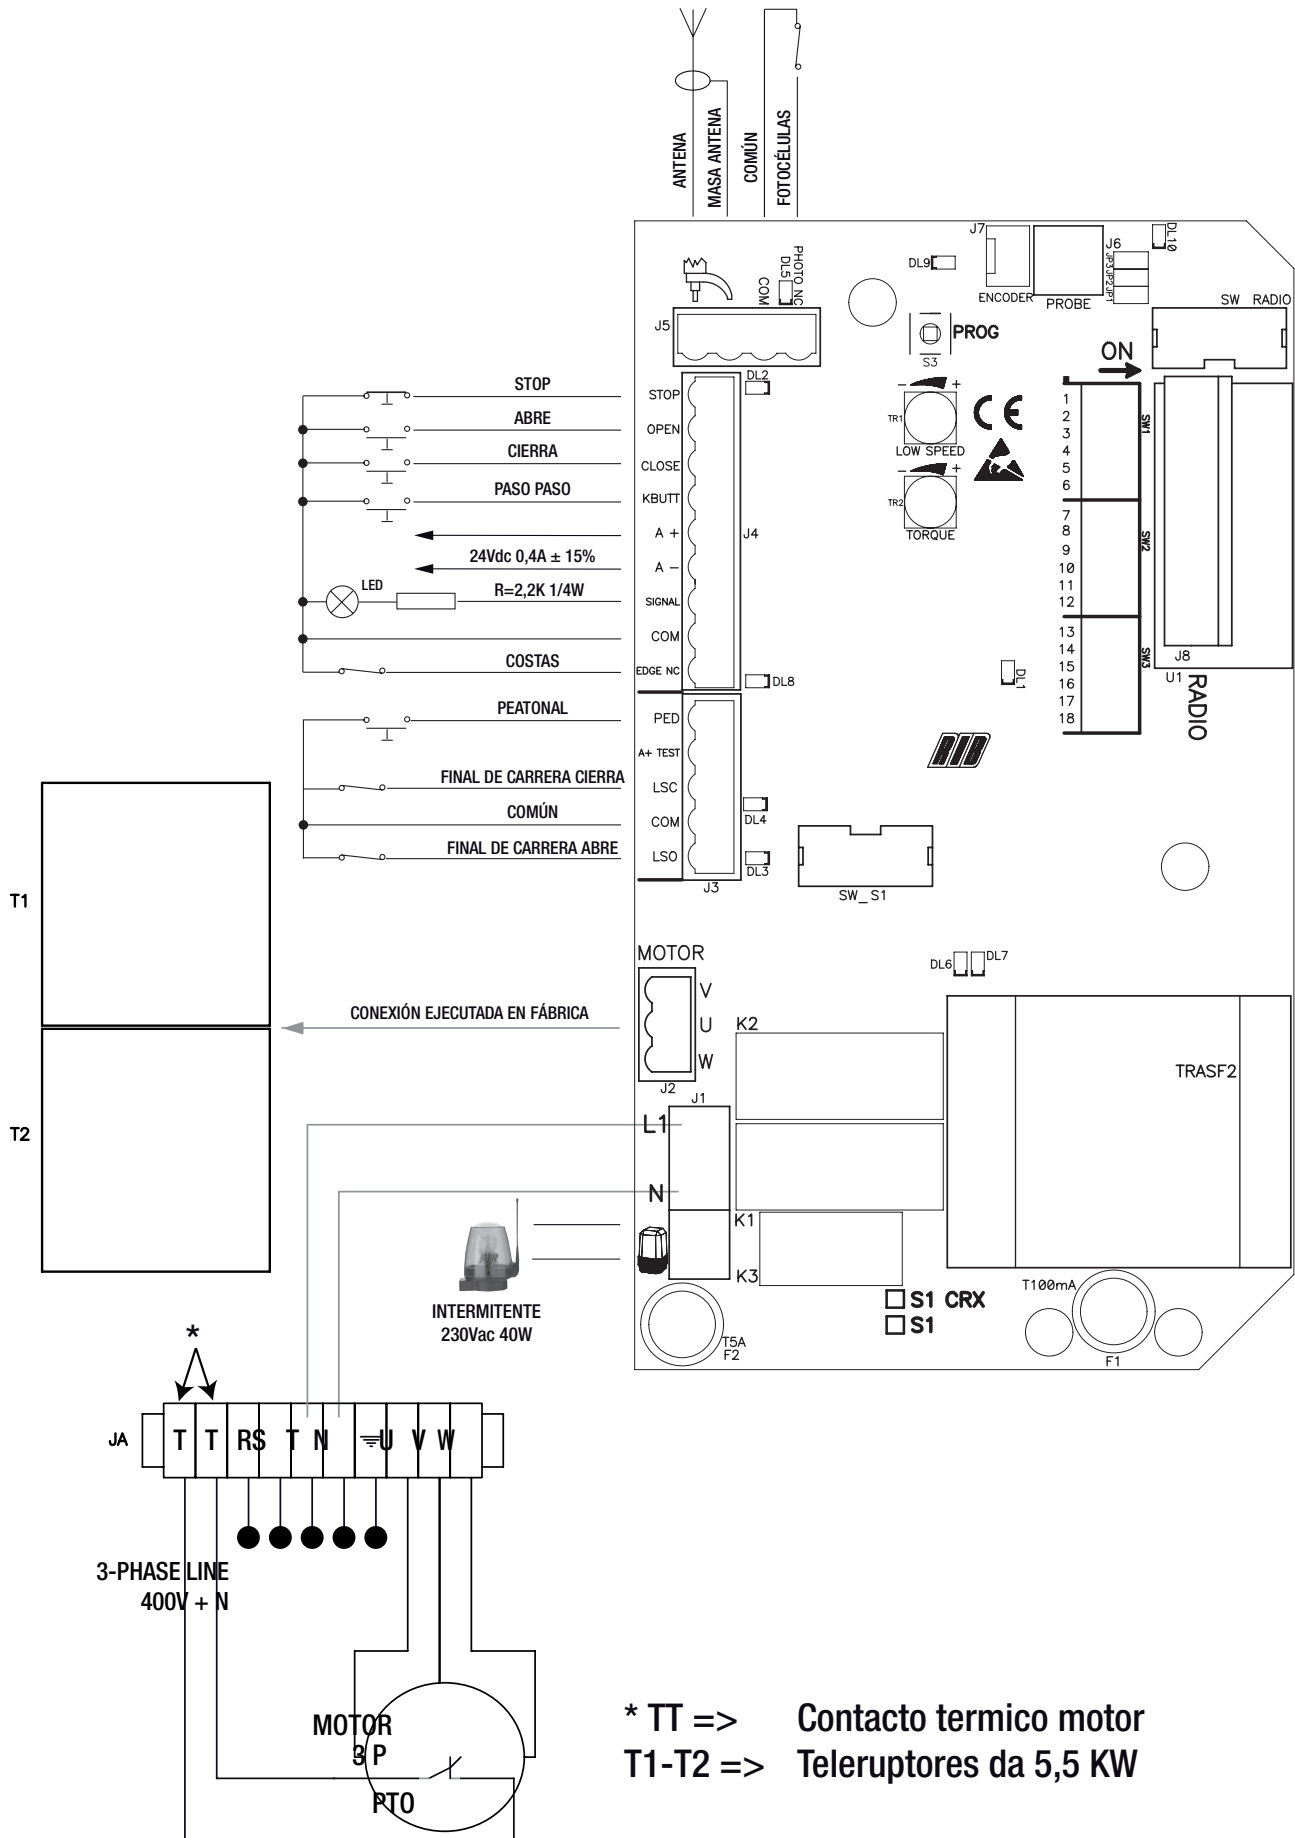 ANTENA
MASA ANTENA
COMÚN
FOTOCÉLULAS
J7
ENCODER
PROBE
J6
JP3
JP2
JP1
DL10
DL9
PHOTO NC
DL5
COM
J5
S3
PROG
SW RADIO
ON
STOP
ABRE
CIERRA
PASO PASO
24Vdc 0,4A ± 15%
LED
R=2,2K 1/4W
COSTAS
PEATONAL
FINAL DE CARRERA CIERRA
COMÚN
FINAL DE CARRERA ABRE
STOP
OPEN
CLOSE
KBUTT
A +
A –
SIGNAL
COM
EDGE NC
PED
A+ TEST
LSC
COM
LSO
DL2
J4
DL8
DL4
DL3
J3
– +
TR1
LOW SPEED
– +
TR2
TORQUE
CE
1
2
3
4
5
6
7
8
9
10
11
12
13
14
15
16
17
18
SW1
SW2
SW3
J8
U1
RADIO
DL1
RIB
SW_S1
DL6
DL7
T1
T2
CONEXIÓN EJECUTADA EN FÁBRICA
MOTOR
V
U
W
J2
J1
L1
N
K2
K1
K3
TRASF2
INTERMITENTE
230Vac 40W
T5A
F2
S1 CRX
S1
T100mA
F1
*
JA
T T RS T N U V W
3-PHASE LINE
400V + N
MOTOR
3 P
PTO
* TT => Contacto termico motor
T1-T2 => Teleruptores da 5,5 KW